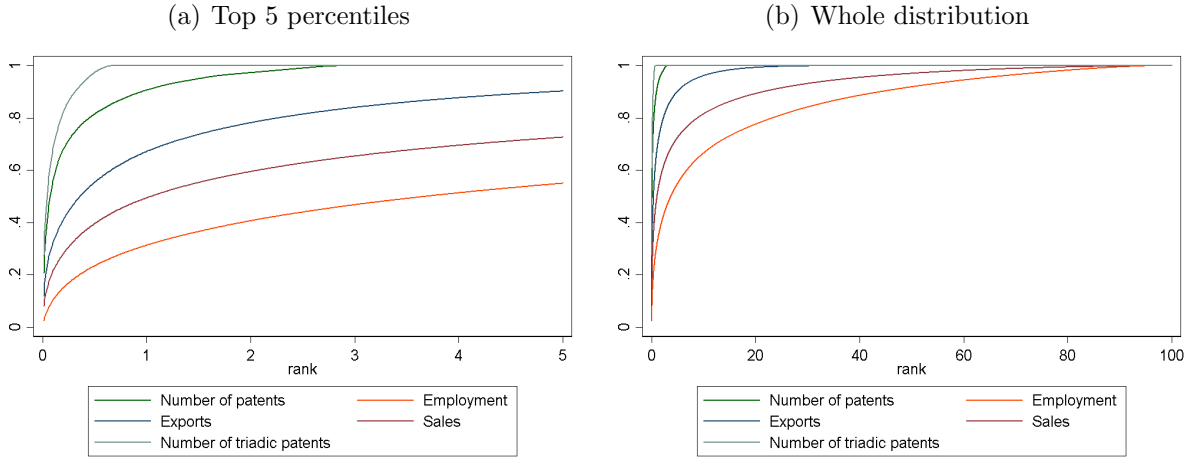 (a) Top 5 percentiles
1
.8
.6
.4
.2
0
0 1 2 3 4 5
rank
Number of patents Employment
Exports Sales
Number of triadic patents
(b) Whole distribution
1
.8
.6
.4
.2
0
0 20 40 60 80 100
rank
Number of patents Employment
Exports Sales
Number of triadic patents